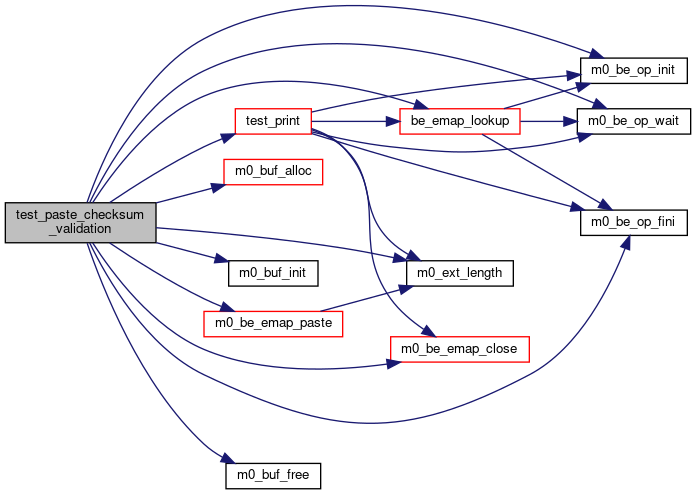 m0_be_op_init
test_print
be_emap_lookup
m0_be_op_wait
m0_buf_alloc
test_paste_checksum
_validation
m0_be_op_fini
m0_buf_init
m0_ext_length
m0_be_emap_paste
m0_be_emap_close
m0_buf_free